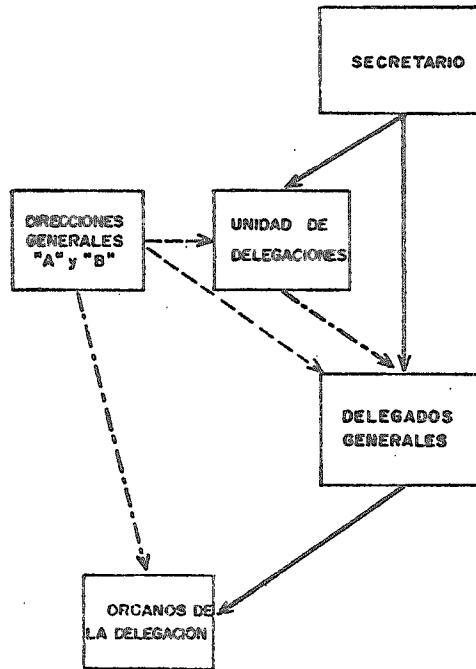 SECRETARIO
DIRECCIONES
GENERALES
"A" y "B"
UNIDAD DE
DELEGACIONES
DELEGADOS
GENERALES
ORGANOS DE
LA DELEGACION